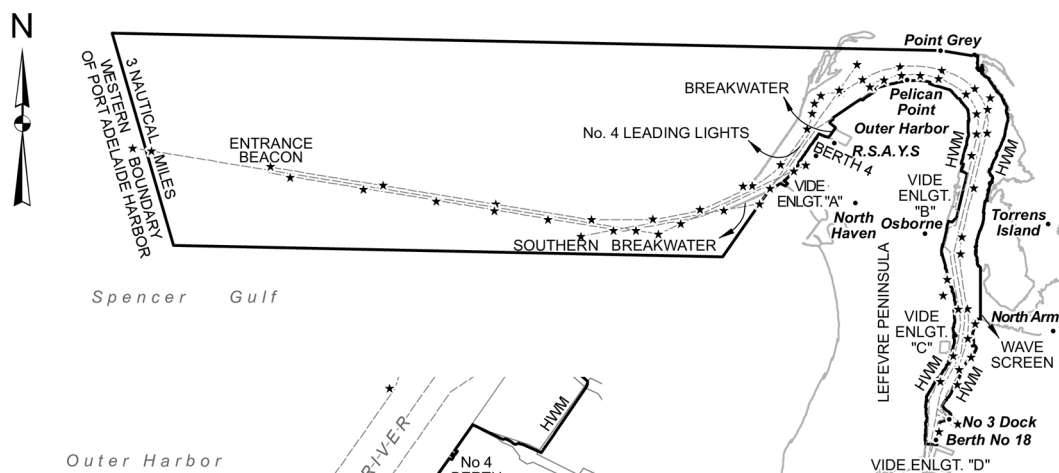 N
Point Grey
3 NAUTICAL MILES
WESTERN BOUNDARY
OF PORT ADELAIDE HARBOR
BREAKWATER
Pelican
Point
ENTRANCE
BEACON
No. 4 LEADING LIGHTS
Outer Harbor
R.S.A.Y.S
BERTH 4
HWM
HWM
VIDE
ENLGT. "A"
VIDE
ENLGT.
"B"
North
Haven
Osborne
Torrens
Island
SOUTHERN BREAKWATER
LEFEVRE PENINSULA
Spencer Gulf
VIDE
ENLGT.
"C"
North Arm
WAVE
SCREEN
HWM
HWM
HWM
RIVER
No 3 Dock
Berth No 18
Outer Harbor
No 4
BERTH
VIDE ENLGT. "D"